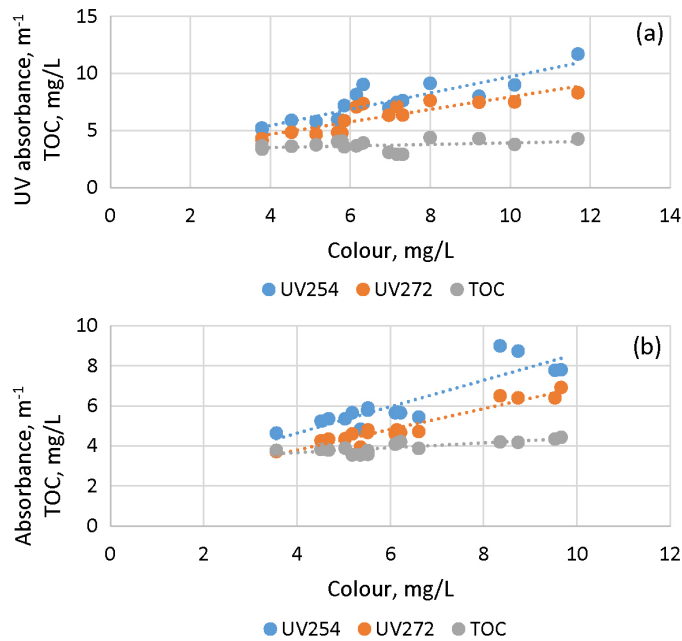 (a)
UV absorbance, m⁻¹
TOC, mg/L
15
10
5
0
0 2 4 6 8 10 12 14
Colour, mg/L
UV254 UV272 TOC
(b)
Absorbance, m⁻¹
TOC, mg/L
10
8
6
4
2
0
0 2 4 6 8 10 12
Colour, mg/L
UV254 UV272 TOC